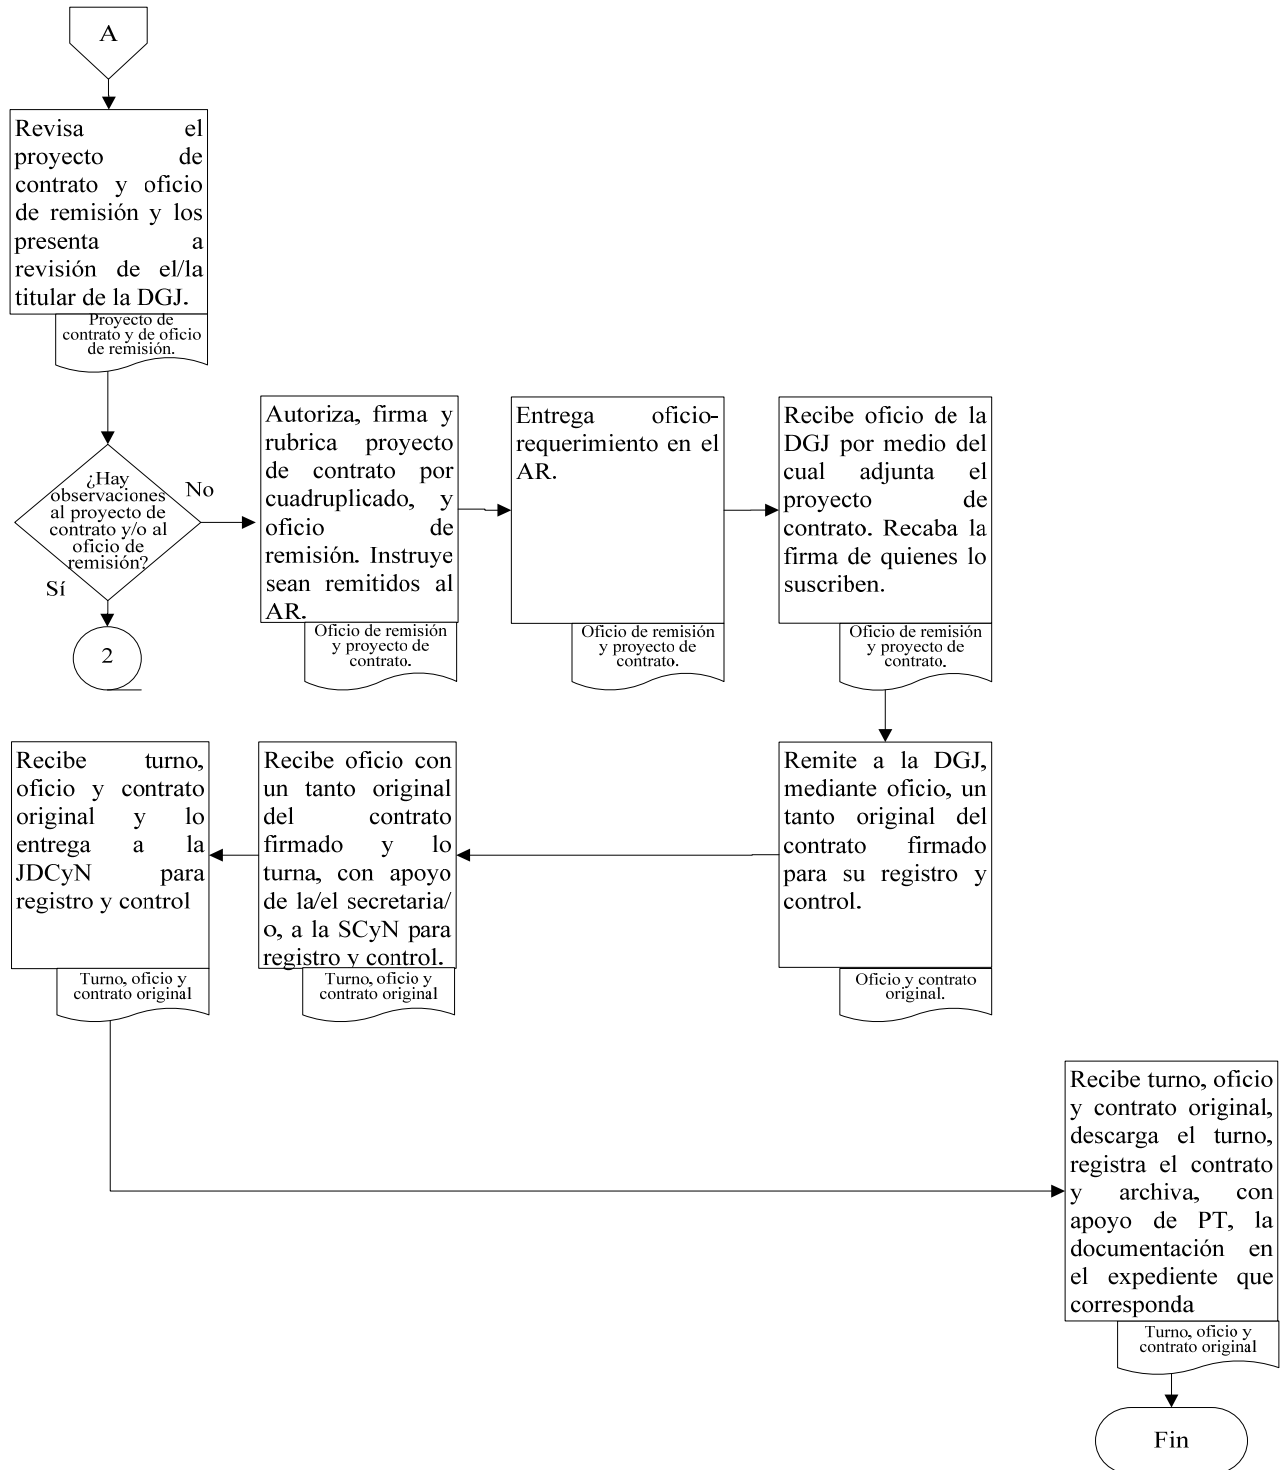 A
Revisa el
proyecto de
contrato y oficio
de remisión y los
presenta a
revisión de el/la
titular de la DGJ.
Proyecto de
contrato y de oficio
de remisión.
¿Hay
observaciones
al proyecto de
contrato y/o al
oficio de
remisión?
No
Sí
2
Autoriza, firma y
rubrica proyecto
de contrato por
cuadruplicado, y
oficio de
remisión. Instruye
sean remitidos al
AR.
Oficio de remisión
y proyecto de
contrato.
Entrega oficio-
requerimiento en el
AR.
Oficio de remisión
y proyecto de
contrato.
Recibe oficio de la
DGJ por medio del
cual adjunta el
proyecto de
contrato. Recaba la
firma de quienes lo
suscriben.
Oficio de remisión
y proyecto de
contrato.
Remite a la DGJ,
mediante oficio, un
tanto original del
contrato firmado
para su registro y
control.
Oficio y contrato
original.
Recibe oficio con
un tanto original
del contrato
firmado y lo
turna, con apoyo
de la/el secretaria/
o, a la SCyN para
registro y control.
Turno, oficio y
contrato original
Recibe turno,
oficio y contrato
original y lo
entrega a la
JDCyN para
registro y control
Turno, oficio y
contrato original
Recibe turno, oficio
y contrato original,
descarga el turno,
registra el contrato
y archiva, con
apoyo de PT, la
documentación en
el expediente que
corresponda
Turno, oficio y
contrato original
Fin